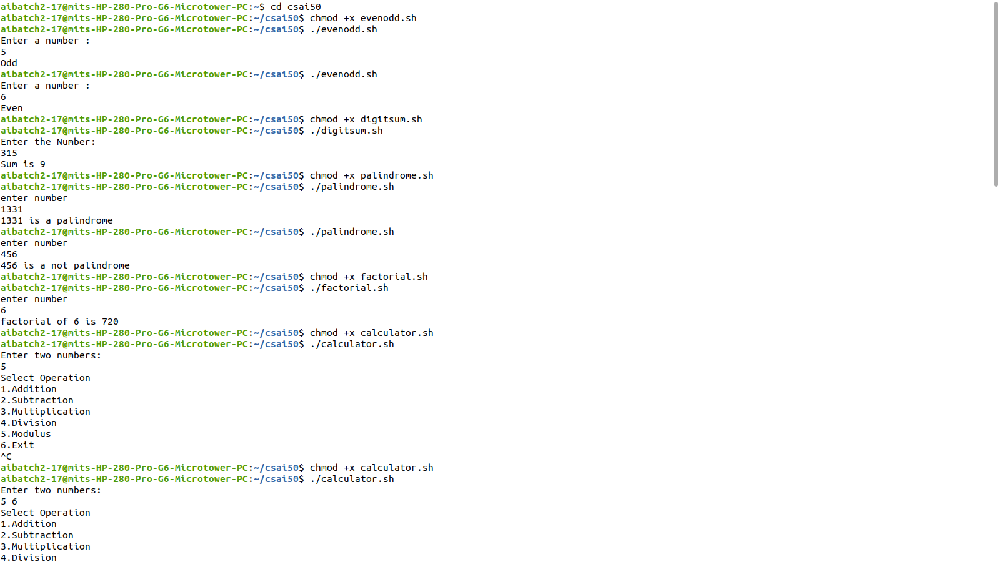 aibatch2-17@mits-HP-280-Pro-G6-Microtower-PC:~$ cd csai50
aibatch2-17@mits-HP-280-Pro-G6-Microtower-PC:~/csai50$ chmod +x evenodd.sh
aibatch2-17@mits-HP-280-Pro-G6-Microtower-PC:~/csai50$ ./evenodd.sh
Enter a number :
5
Odd
aibatch2-17@mits-HP-280-Pro-G6-Microtower-PC:~/csai50$ ./evenodd.sh
Enter a number :
6
Even
aibatch2-17@mits-HP-280-Pro-G6-Microtower-PC:~/csai50$ chmod +x digitsum.sh
aibatch2-17@mits-HP-280-Pro-G6-Microtower-PC:~/csai50$ ./digitsum.sh
Enter the Number:
315
Sum is 9
aibatch2-17@mits-HP-280-Pro-G6-Microtower-PC:~/csai50$ chmod +x palindrome.sh
aibatch2-17@mits-HP-280-Pro-G6-Microtower-PC:~/csai50$ ./palindrome.sh
enter number
1331
1331 is a palindrome
aibatch2-17@mits-HP-280-Pro-G6-Microtower-PC:~/csai50$ ./palindrome.sh
enter number
456
456 is a not palindrome
aibatch2-17@mits-HP-280-Pro-G6-Microtower-PC:~/csai50$ chmod +x factorial.sh
aibatch2-17@mits-HP-280-Pro-G6-Microtower-PC:~/csai50$ ./factorial.sh
enter number
6
factorial of 6 is 720
aibatch2-17@mits-HP-280-Pro-G6-Microtower-PC:~/csai50$ chmod +x calculator.sh
aibatch2-17@mits-HP-280-Pro-G6-Microtower-PC:~/csai50$ ./calculator.sh
Enter two numbers:
5
Select Operation
1.Addition
2.Subtraction
3.Multiplication
4.Division
5.Modulus
6.Exit
^C
aibatch2-17@mits-HP-280-Pro-G6-Microtower-PC:~/csai50$ chmod +x calculator.sh
aibatch2-17@mits-HP-280-Pro-G6-Microtower-PC:~/csai50$ ./calculator.sh
Enter two numbers:
5 6
Select Operation
1.Addition
2.Subtraction
3.Multiplication
4.Division